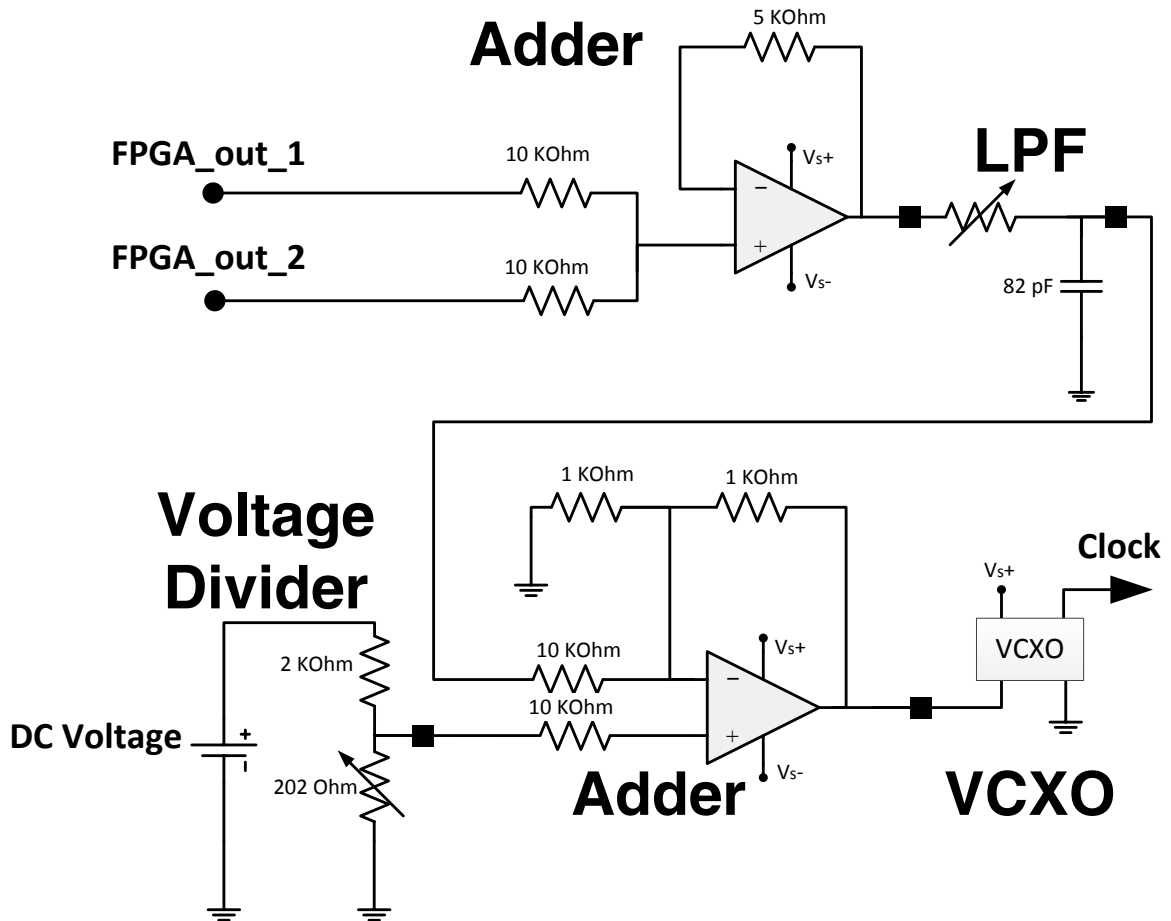 5 KOhm
Adder
FPGA_out_1
10 KOhm
Vs+
LPF
−
+
FPGA_out_2
10 KOhm
Vs-
82 pF
1 KOhm
1 KOhm
Voltage
Divider
Clock
Vs+
2 KOhm
10 KOhm
Vs+
VCXO
−
10 KOhm
DC Voltage
+
−
+
202 Ohm
Vs-
Adder
VCXO